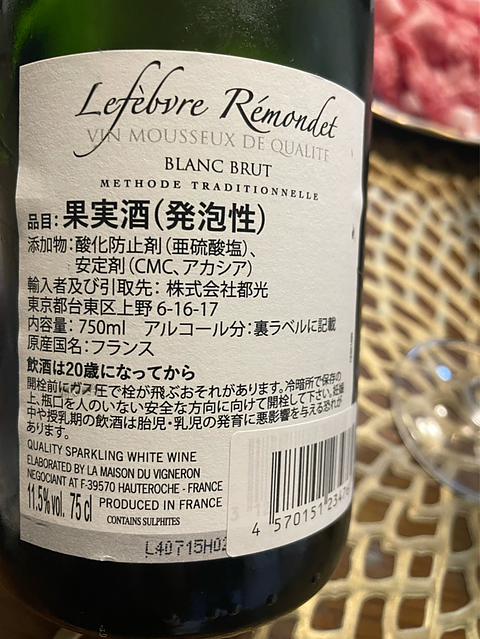 Lefèbvre Rémondet
VIN MOUSSEUX DE QUALITÉ
BLANC BRUT
METHODE TRADITIONNELLE
品目:果実酒(発泡性)
添加物:酸化防止剤(亜硫酸塩)、
安定剤(CMC、アカシア)
輸入者及び引取先: 株式会社都光
東京都台東区上野 6-16-17
内容量:750ml アルコール分:裏ラベルに記載
原産国名:フランス
飲酒は20歳になってから
開栓前にガス圧で栓が飛ぶおそれがあります。冷暗所で保存の
上、瓶口を人のいない安全な方向に向けて開栓して下さい。妊娠
中や授乳期の飲酒は胎児・乳児の発育に悪影響を与える恐れが
あります。
QUALITY SPARKLING WHITE WINE
ELABORATED BY LA MAISON DU VIGNERON
NEGOCIANT AT F-39570 HAUTEROCHE - FRANCE
11.5%vol. 75 cl PRODUCED IN FRANCE
CONTAINS SULPHITES
4 570151 2347
L40715H02